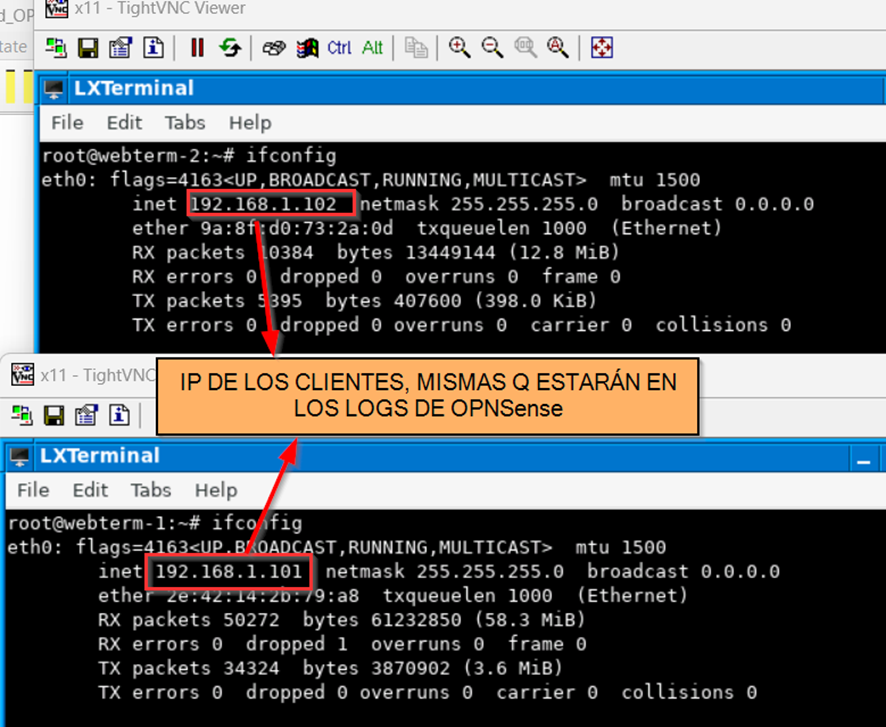 d_OP
x11 - TightVNC Viewer
tate
Ctrl Alt
LXTerminal
File Edit Tabs Help
root@webterm-2:~# ifconfig
eth0: flags=4163<UP,BROADCAST,RUNNING,MULTICAST> mtu 1500
inet 192.168.1.102 netmask 255.255.255.0 broadcast 0.0.0.0
ether 9a:8f:d0:73:2a:0d txqueuelen 1000 (Ethernet)
RX packets 10384 bytes 13449144 (12.8 MiB)
RX errors 0 dropped 0 overruns 0 frame 0
TX packets 5395 bytes 407600 (398.0 KiB)
TX errors 0 dropped 0 overruns 0 carrier 0 collisions 0
x11 - TightVNC
IP DE LOS CLIENTES, MISMAS Q ESTARÁN EN
LOS LOGS DE OPNSense
LXTerminal
File Edit Tabs Help
root@webterm-1:~# ifconfig
eth0: flags=4163<UP,BROADCAST,RUNNING,MULTICAST> mtu 1500
inet 192.168.1.101 netmask 255.255.255.0 broadcast 0.0.0.0
ether 2e:42:14:2b:79:a8 txqueuelen 1000 (Ethernet)
RX packets 50272 bytes 61232850 (58.3 MiB)
RX errors 0 dropped 1 overruns 0 frame 0
TX packets 34324 bytes 3870902 (3.6 MiB)
TX errors 0 dropped 0 overruns 0 carrier 0 collisions 0